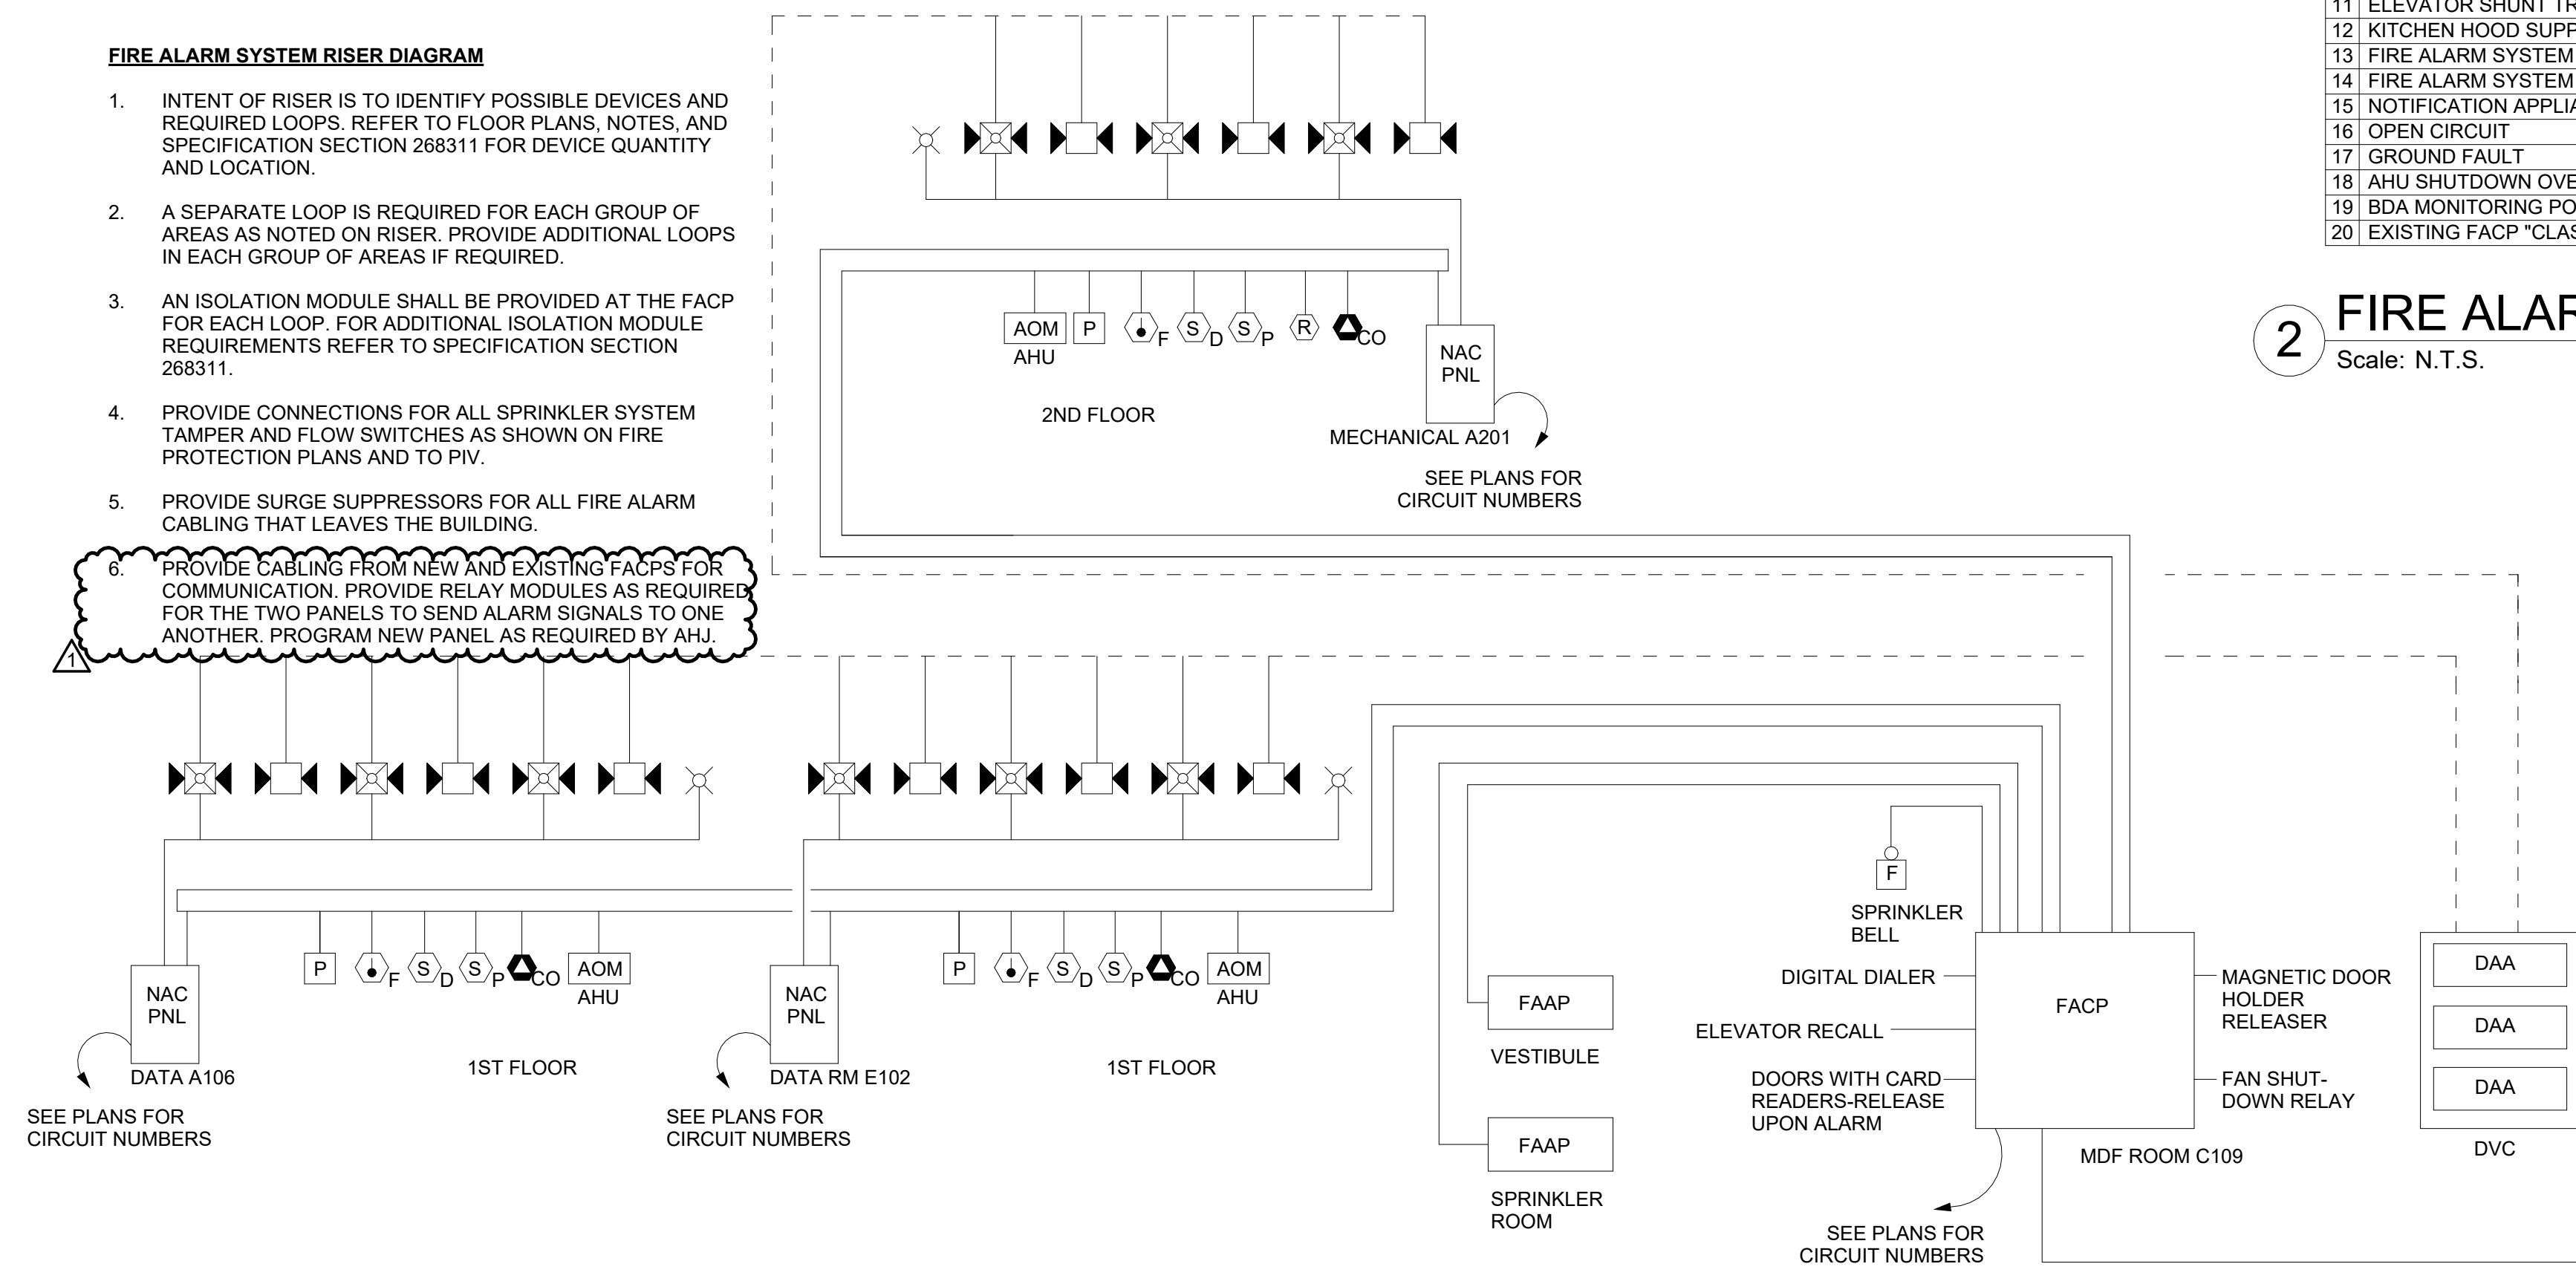 FIRE ALARM SYSTEM RISER DIAGRAM
1. INTENT OF RISER IS TO IDENTIFY POSSIBLE DEVICES AND
REQUIRED LOOPS. REFER TO FLOOR PLANS, NOTES, AND
SPECIFICATION SECTION 268311 FOR DEVICE QUANTITY
AND LOCATION.
2. A SEPARATE LOOP IS REQUIRED FOR EACH GROUP OF
AREAS AS NOTED ON RISER. PROVIDE ADDITIONAL LOOPS
IN EACH GROUP OF AREAS IF REQUIRED.
3. AN ISOLATION MODULE SHALL BE PROVIDED AT THE FACP
FOR EACH LOOP. FOR ADDITIONAL ISOLATION MODULE
REQUIREMENTS REFER TO SPECIFICATION SECTION
268311.
4. PROVIDE CONNECTIONS FOR ALL SPRINKLER SYSTEM
TAMPER AND FLOW SWITCHES AS SHOWN ON FIRE
PROTECTION PLANS AND TO PIV.
5. PROVIDE SURGE SUPPRESSORS FOR ALL FIRE ALARM
CABLING THAT LEAVES THE BUILDING.
6. PROVIDE CABLING FROM NEW AND EXISTING FACPS FOR
COMMUNICATION. PROVIDE RELAY MODULES AS REQUIRED
FOR THE TWO PANELS TO SEND ALARM SIGNALS TO ONE
ANOTHER. PROGRAM NEW PANEL AS REQUIRED BY AHJ.
1
11 ELEVATOR SHUNT TR
12 KITCHEN HOOD SUPP
13 FIRE ALARM SYSTEM
14 FIRE ALARM SYSTEM
15 NOTIFICATION APPLIA
16 OPEN CIRCUIT
17 GROUND FAULT
18 AHU SHUTDOWN OVE
19 BDA MONITORING PO
20 EXISTING FACP "CLAS
2 FIRE ALAR
Scale: N.T.S.
AOM P F S D S P R CO
AHU
NAC
PNL
2ND FLOOR
MECHANICAL A201
SEE PLANS FOR
CIRCUIT NUMBERS
P F S D S P CO AOM
AHU
NAC
PNL
DATA A106
1ST FLOOR
SEE PLANS FOR
CIRCUIT NUMBERS
P F S D S P CO AOM
AHU
NAC
PNL
DATA RM E102
1ST FLOOR
SEE PLANS FOR
CIRCUIT NUMBERS
FAAP
VESTIBULE
FAAP
SPRINKLER
ROOM
F
SPRINKLER
BELL
DIGITAL DIALER
ELEVATOR RECALL
DOORS WITH CARD
READERS-RELEASE
UPON ALARM
FACP
MAGNETIC DOOR
HOLDER
RELEASER
FAN SHUT-
DOWN RELAY
MDF ROOM C109
SEE PLANS FOR
CIRCUIT NUMBERS
DAA
DAA
DAA
DVC